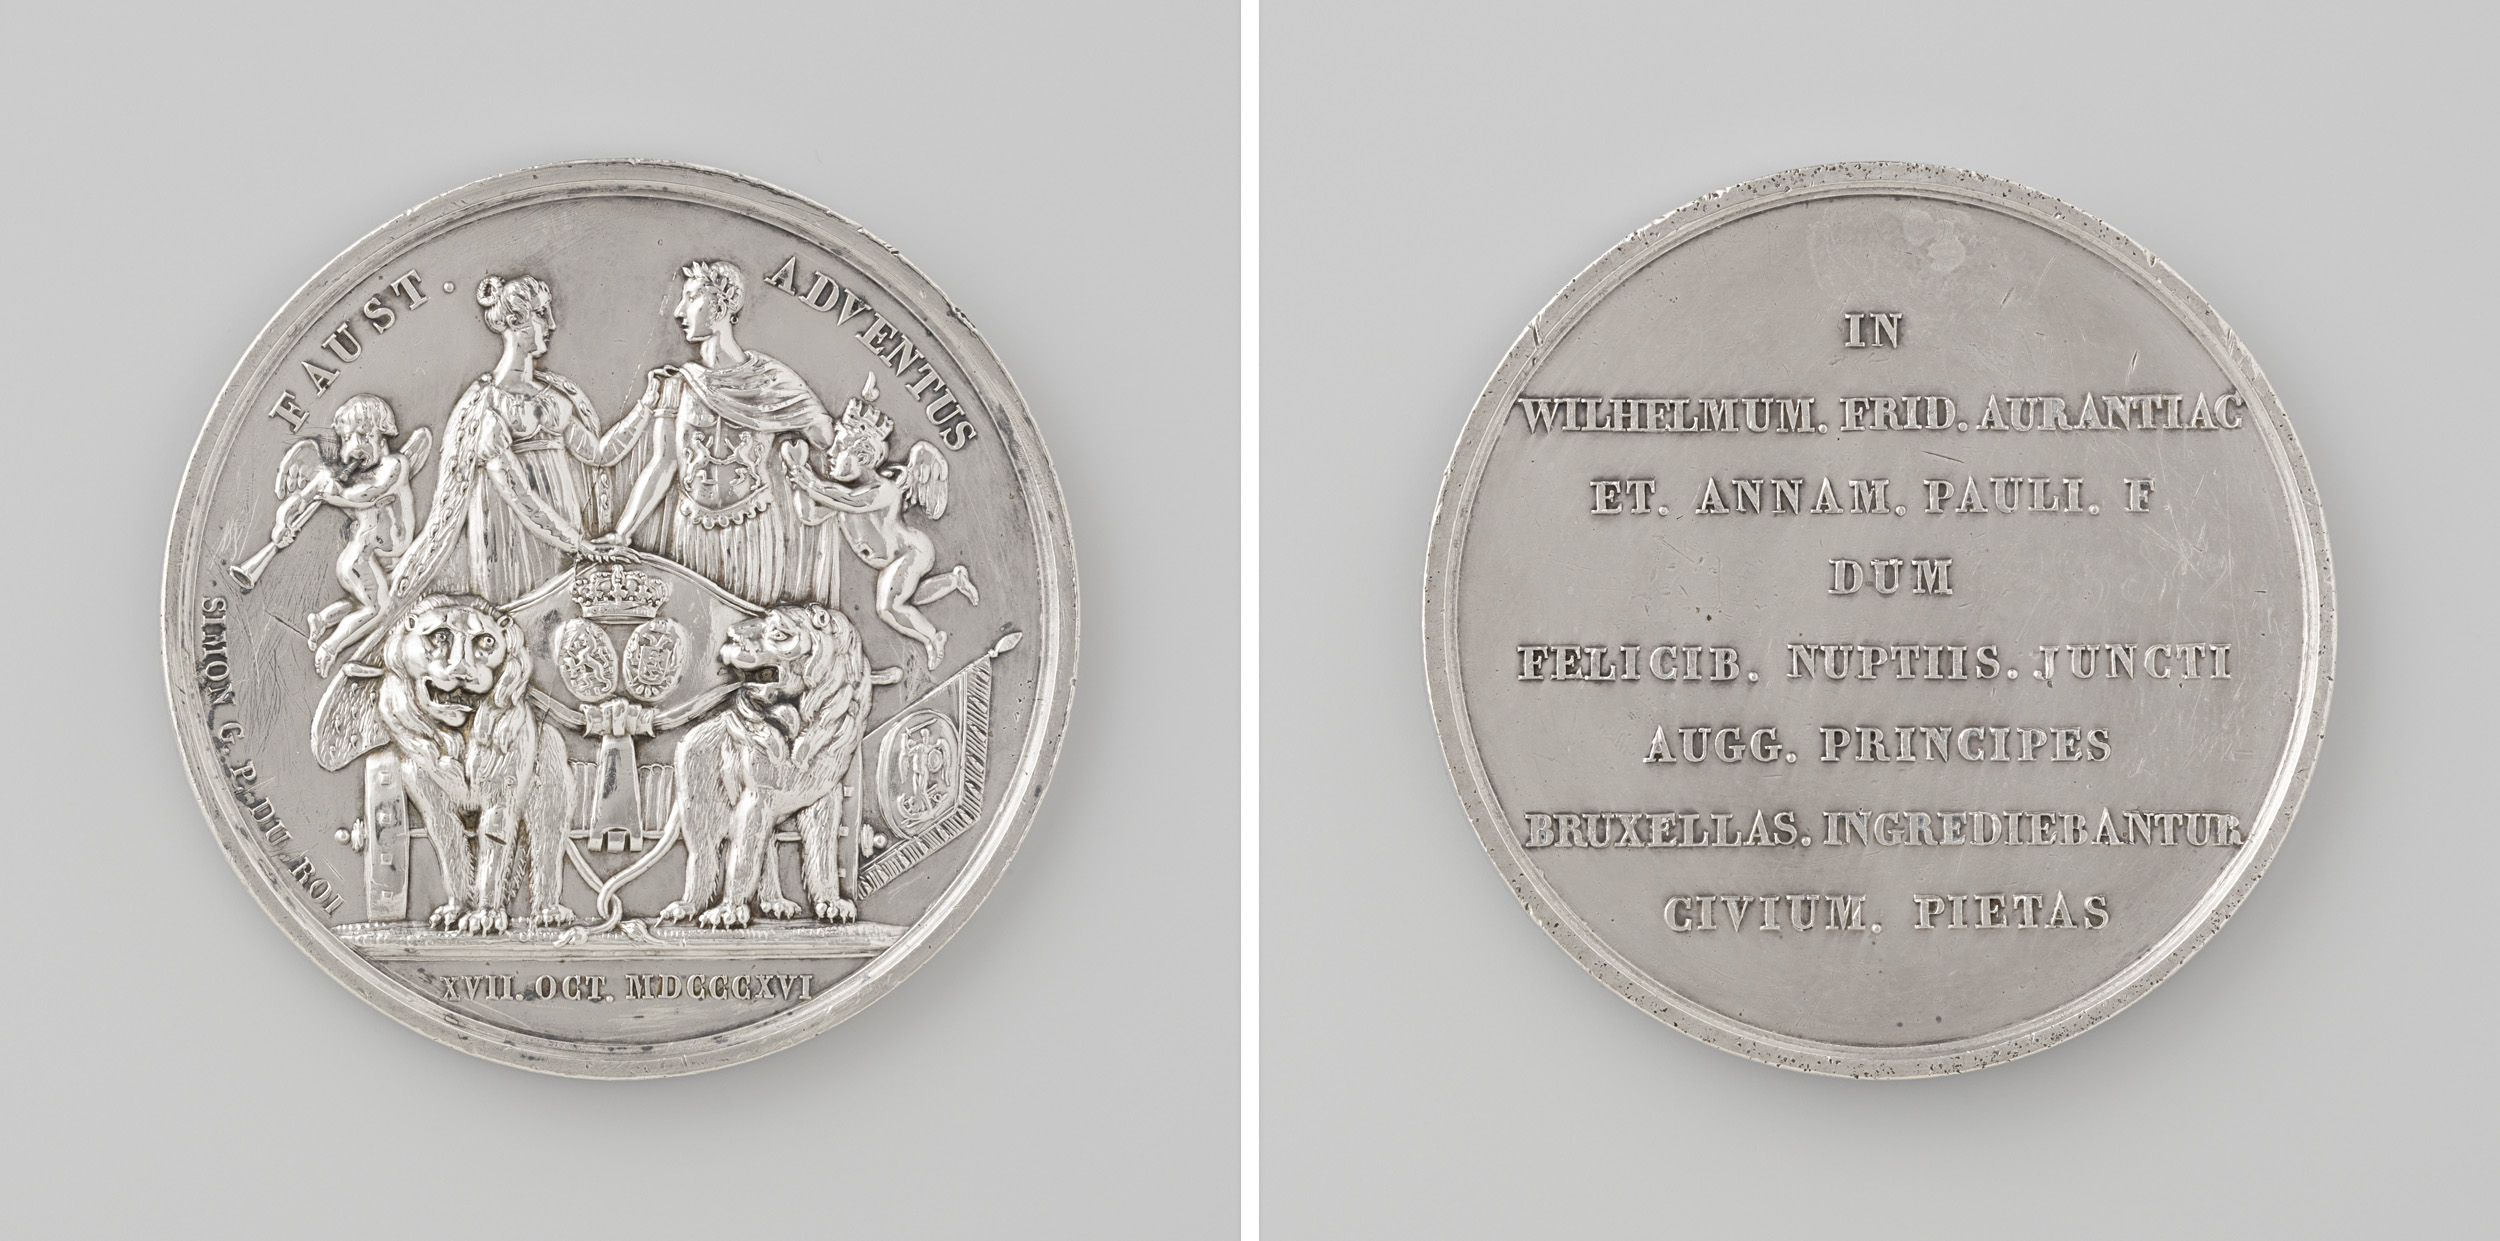 FAUST. ADVENTUS
SIMON G. P. DU ROI
XVII. OCT. MDCCCXVI
IN
WILHELMUM. FRID. AURANTIAC
ET. ANNAM. PAULI. F
DUM
FELICIB. NUPTIIS. JUNCTI
AUGG. PRINCIPES
BRUXELLAS. INGREDIEBANTUR
CIVIUM. PIETAS